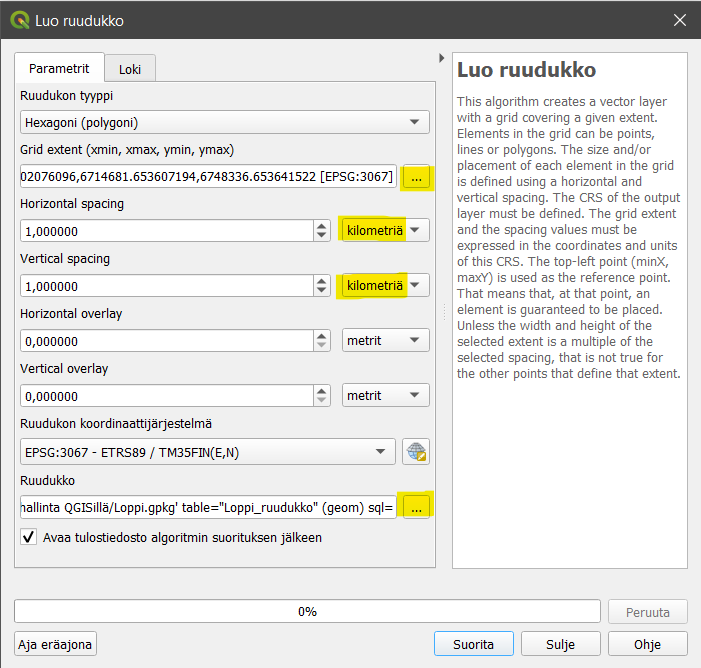 Luo ruudukko
Parametrit
Loki
Ruudukon tyyppi
Hexagoni (polygoni)
Grid extent (xmin, xmax, ymin, ymax)
02076096,6714681.653607194,6748336.653641522 [EPSG:3067]
...
Horizontal spacing
1,000000
kilometriä
Vertical spacing
1,000000
kilometriä
Horizontal overlay
0,000000
metrit
Vertical overlay
0,000000
metrit
Ruudukon koordinaattijärjestelmä
EPSG:3067 - ETRS89 / TM35FIN(E,N)
Ruudukko
hallinta QGISillä/Loppi.gpkg' table="Loppi_ruudukko" (geom) sql=
...
Avaa tulostiedosto algoritmin suorituksen jälkeen
Luo ruudukko
This algorithm creates a vector layer
with a grid covering a given extent.
Elements in the grid can be points,
lines or polygons. The size and/or
placement of each element in the grid
is defined using a horizontal and
vertical spacing. The CRS of the output
layer must be defined. The grid extent
and the spacing values must be
expressed in the coordinates and units
of this CRS. The top-left point (minX,
maxY) is used as the reference point.
That means that, at that point, an
element is guaranteed to be placed.
Unless the width and height of the
selected extent is a multiple of the
selected spacing, that is not true for
the other points that define that extent.
0%
Peruuta
Aja eräajona
Suorita
Sulje
Ohje